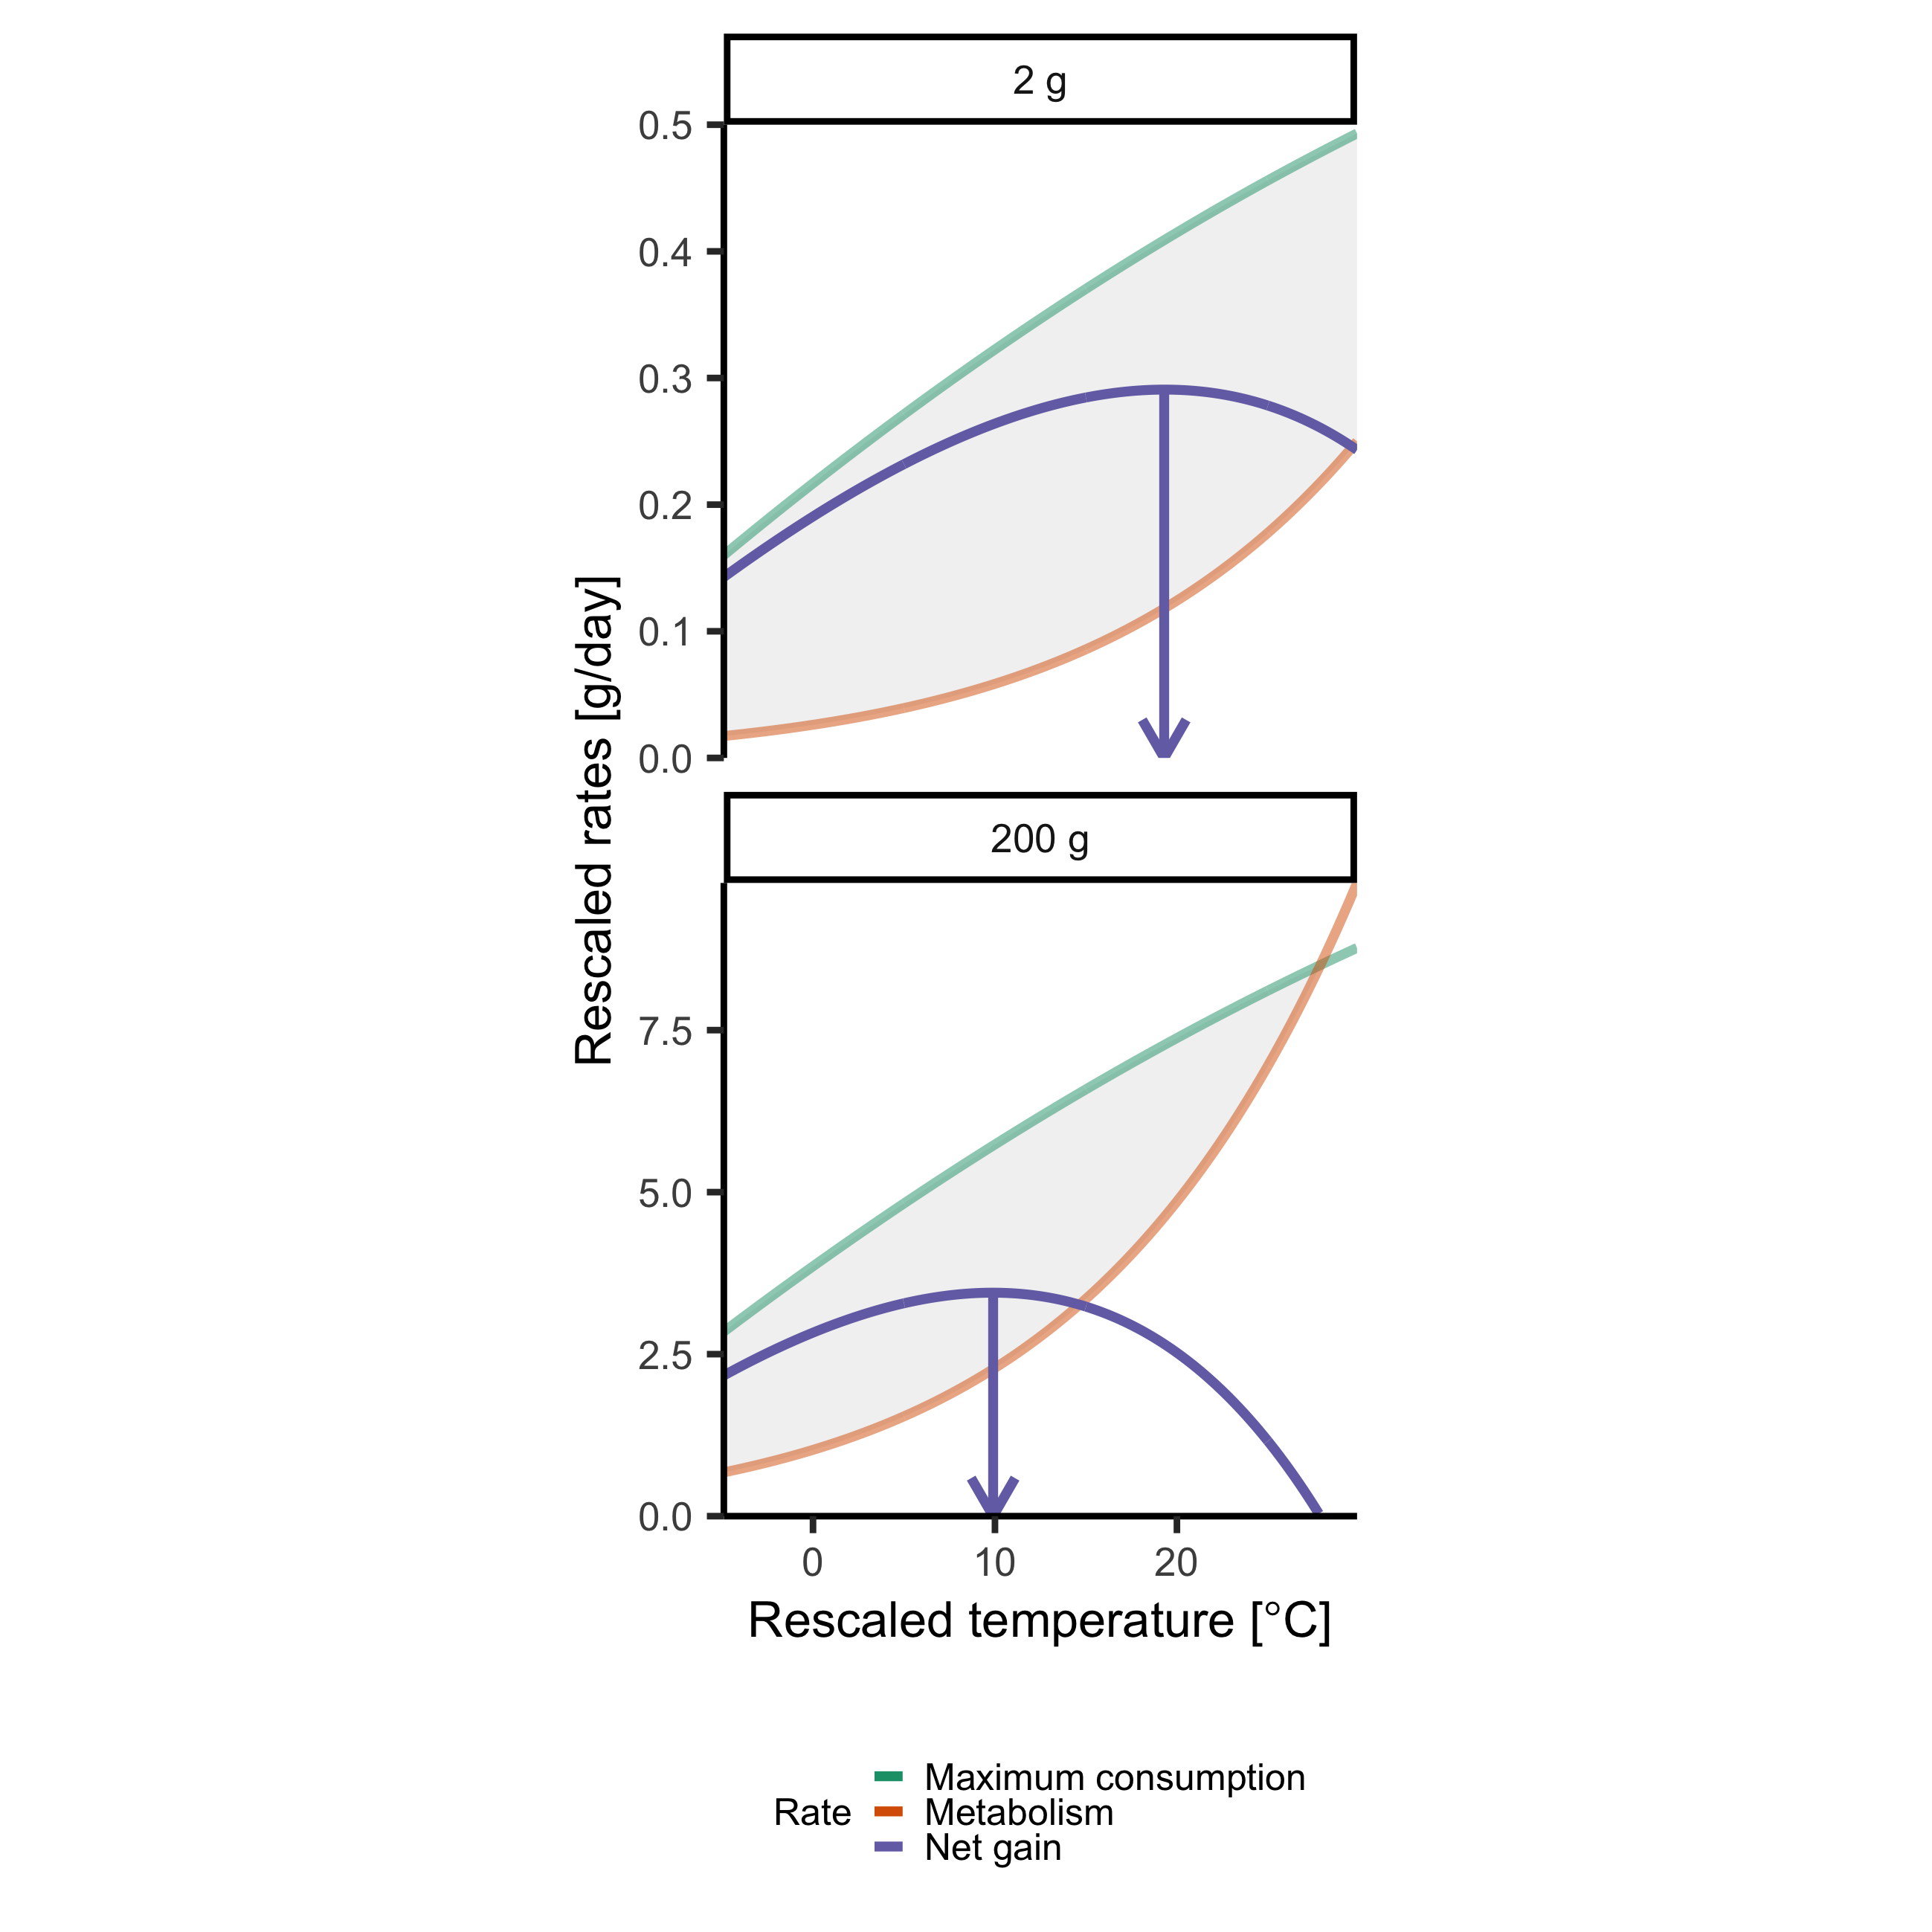 2 g
0.5
0.4
0.3
0.2
0.1
0.0
Rescaled rates [g/day]
200 g
7.5
5.0
2.5
0.0
0 10 20
Rescaled temperature [°C]
Rate
Maximum consumption
Metabolism
Net gain